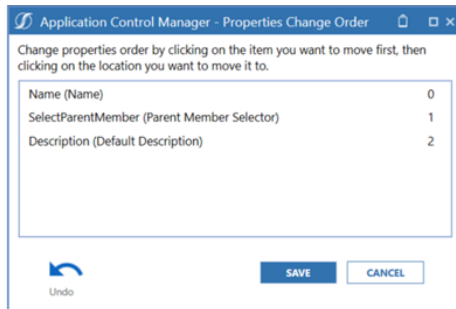 Application Control Manager - Properties Change Order
Change properties order by clicking on the item you want to move first, then
clicking on the location you want to move it to.
Name (Name) 0
SelectParentMember (Parent Member Selector) 1
Description (Default Description) 2
SAVE CANCEL
Undo